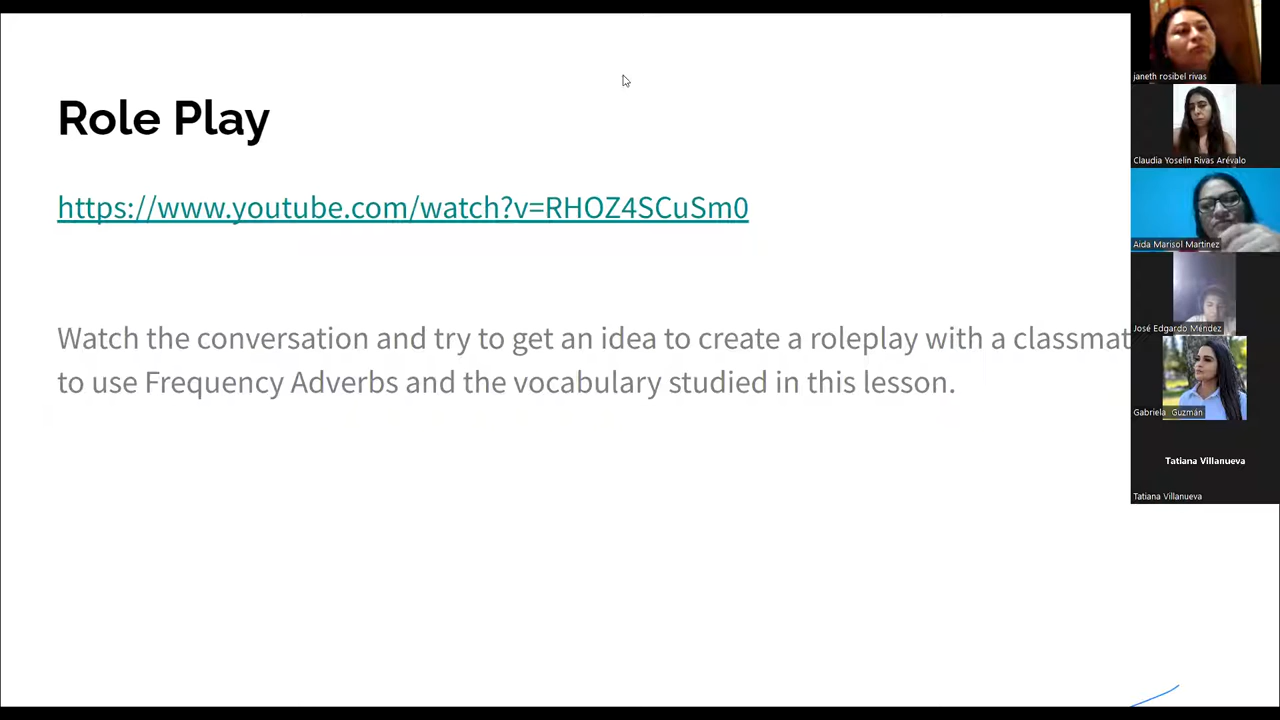 Role Play
https://www.youtube.com/watch?v=RHOZ4SCuSm0
Watch the conversation and try to get an idea to create a roleplay with a classmat
to use Frequency Adverbs and the vocabulary studied in this lesson.
janeth rosibel rivas
Claudia Yoselin Rivas Arévalo
Aida Marisol Martinez
José Edgardo Méndez
Gabriela Guzmán
Tatiana Villanueva
Tatiana Villanueva